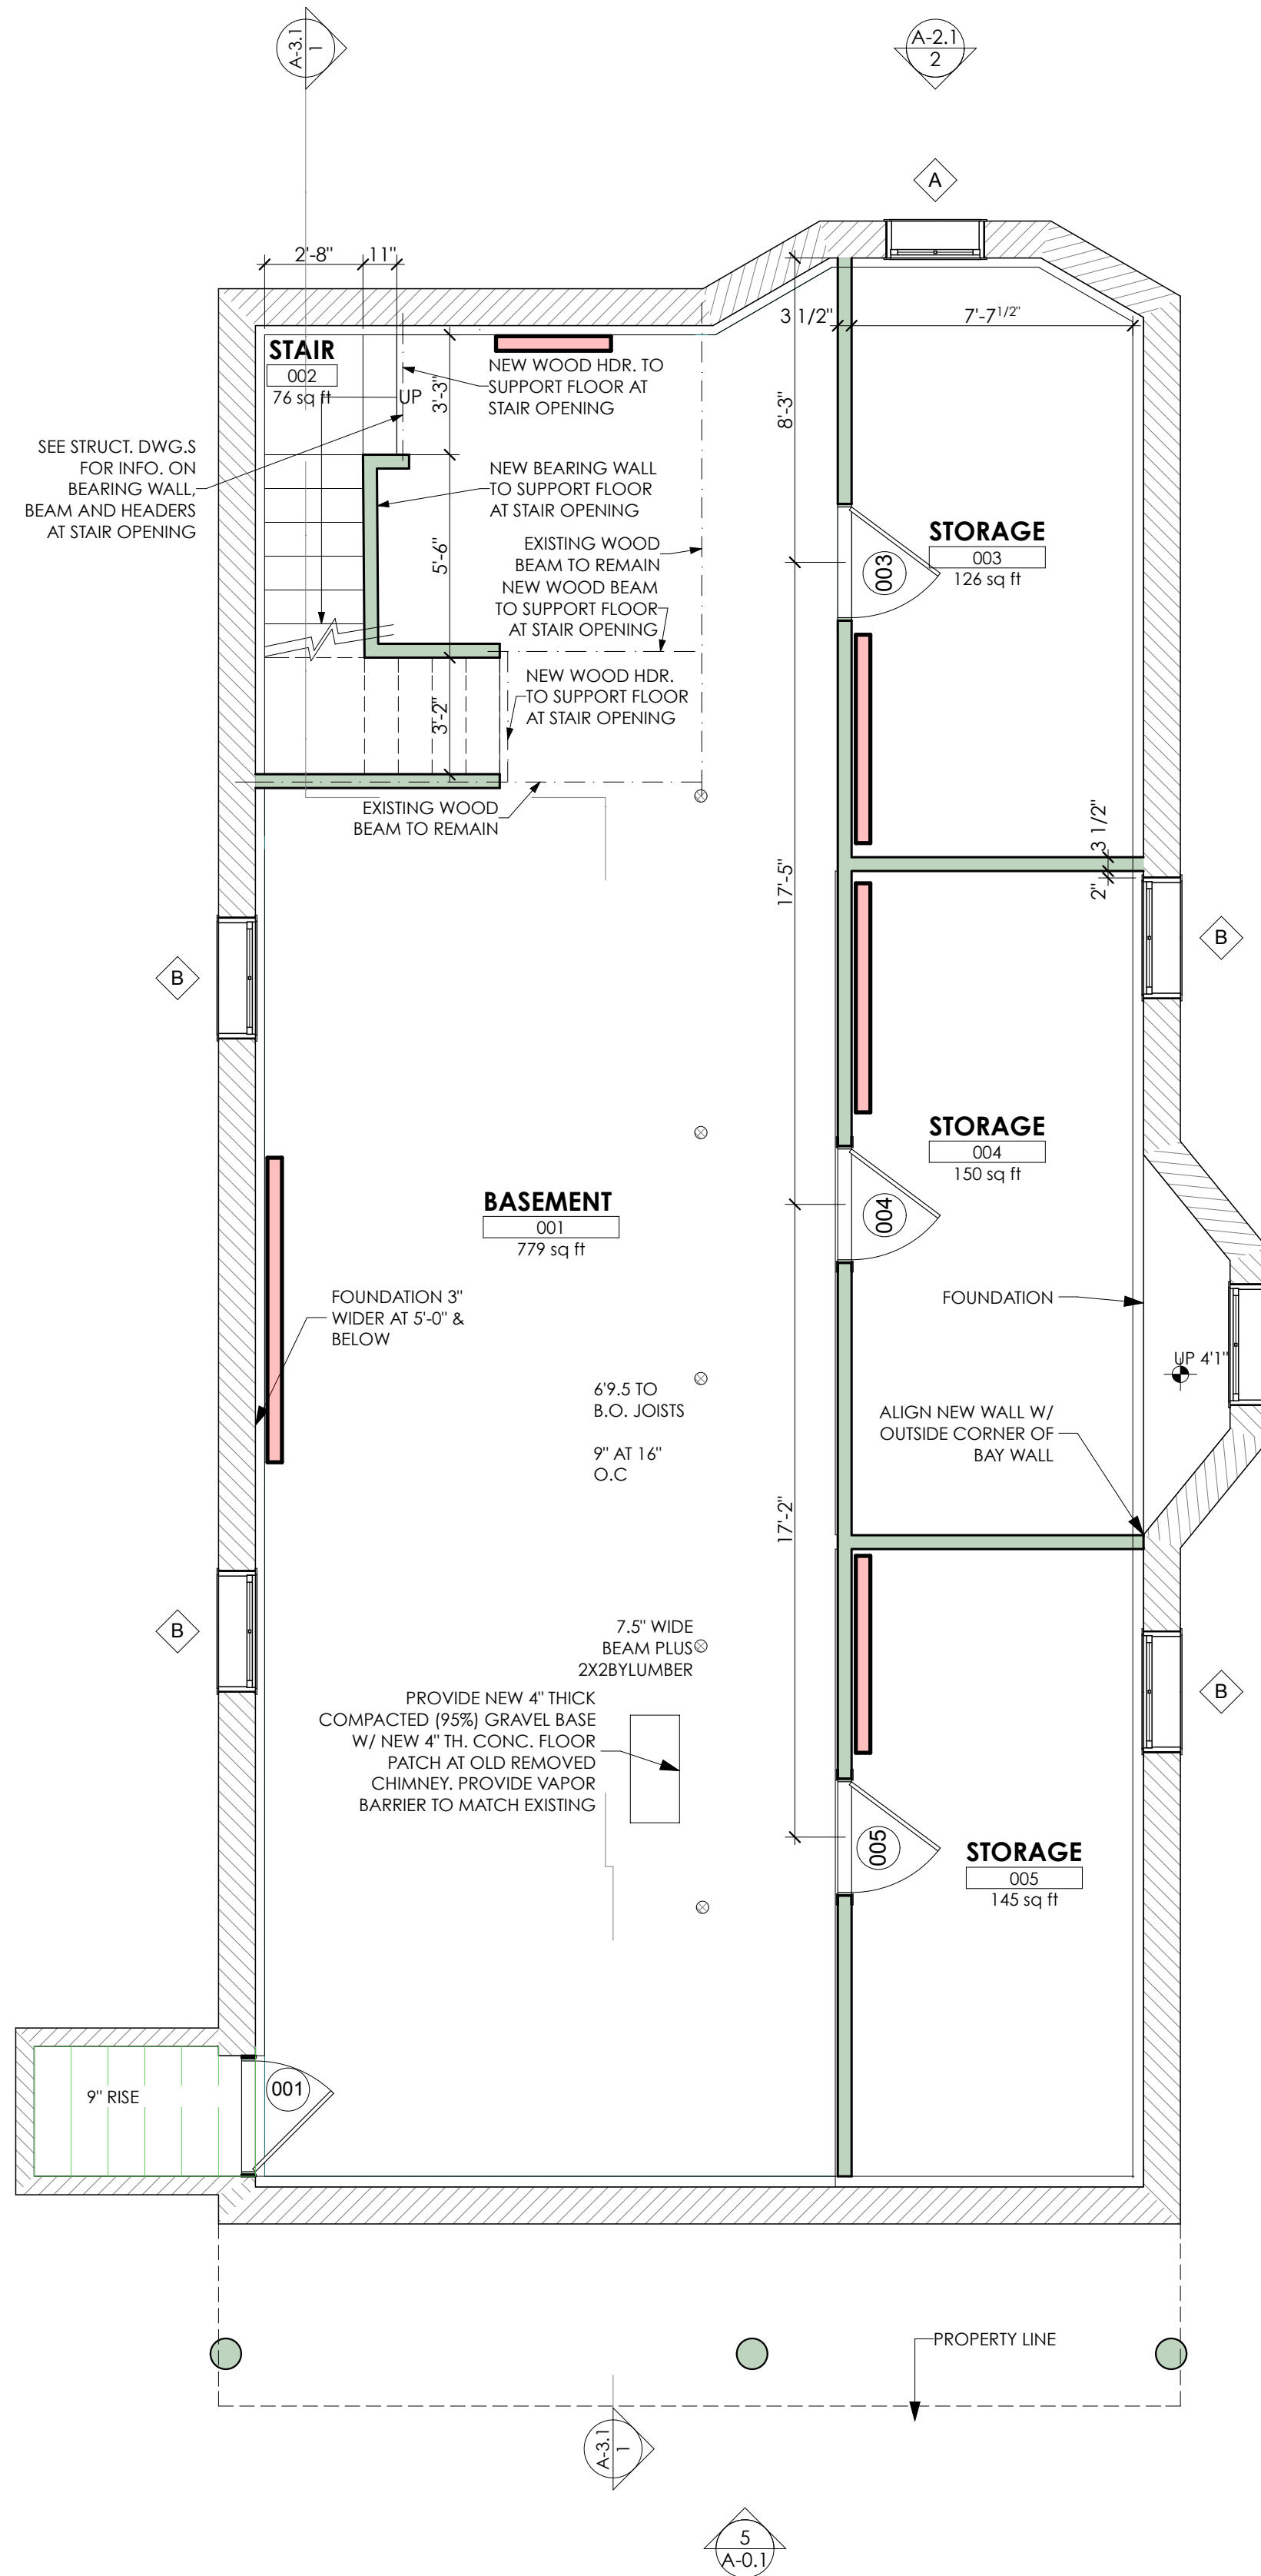 A-3.1
1
A-2.1
2
A
2'-8"
11"
3 1/2"
7'-7 1/2"
STAIR
002
76 sq ft
UP
3'-3"
NEW WOOD HDR. TO
SUPPORT FLOOR AT
STAIR OPENING
8'-3"
SEE STRUCT. DWG.S
FOR INFO. ON
BEARING WALL,
BEAM AND HEADERS
AT STAIR OPENING
NEW BEARING WALL
TO SUPPORT FLOOR
AT STAIR OPENING
5'-6"
EXISTING WOOD
BEAM TO REMAIN
NEW WOOD BEAM
TO SUPPORT FLOOR
AT STAIR OPENING
STORAGE
003
126 sq ft
003
NEW WOOD HDR.
TO SUPPORT FLOOR
AT STAIR OPENING
3'-2"
EXISTING WOOD
BEAM TO REMAIN
3 1/2"
2"
17'-5"
B
B
STORAGE
004
150 sq ft
004
BASEMENT
001
779 sq ft
FOUNDATION 3"
WIDER AT 5'-0" &
BELOW
FOUNDATION
UP 4'1"
6'9.5 TO
B.O. JOISTS
9" AT 16"
O.C
ALIGN NEW WALL W/
OUTSIDE CORNER OF
BAY WALL
17'-2"
B
B
7.5" WIDE
BEAM PLUS
2X2BYLUMBER
PROVIDE NEW 4" THICK
COMPACTED (95%) GRAVEL BASE
W/ NEW 4" TH. CONC. FLOOR
PATCH AT OLD REMOVED
CHIMNEY. PROVIDE VAPOR
BARRIER TO MATCH EXISTING
005
STORAGE
005
145 sq ft
9" RISE
001
PROPERTY LINE
A-3.1
1
5
A-0.1